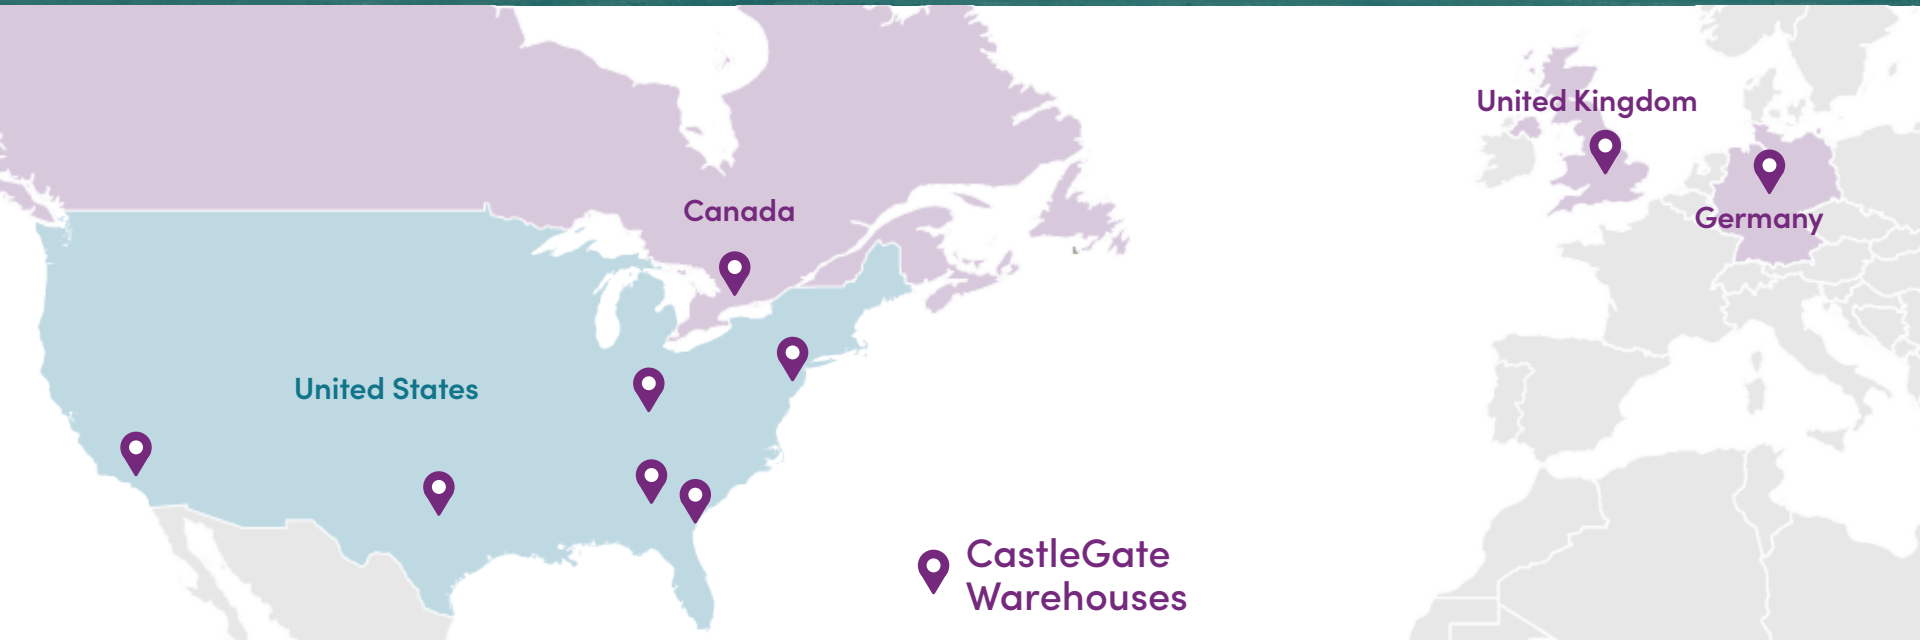 United Kingdom
Canada
Germany
United States
CastleGate
Warehouses